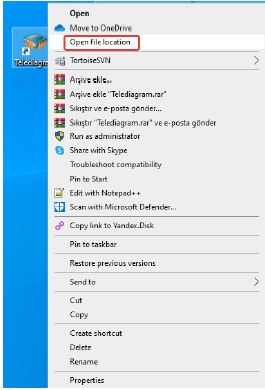 Open
Move to OneDrive
Open file location
Telediagram
TortoiseSVN
Arşive ekle...
Arşive ekle "Telediagram.rar"
Sıkıştır ve e-posta gönder...
Sıkıştır "Telediagram.rar" ve e-posta gönder
Run as administrator
Share with Skype
Troubleshoot compatibility
Pin to Start
Edit with Notepad++
Scan with Microsoft Defender...
Copy link to Yandex.Disk
Pin to taskbar
Restore previous versions
Send to
Cut
Copy
Create shortcut
Delete
Rename
Properties